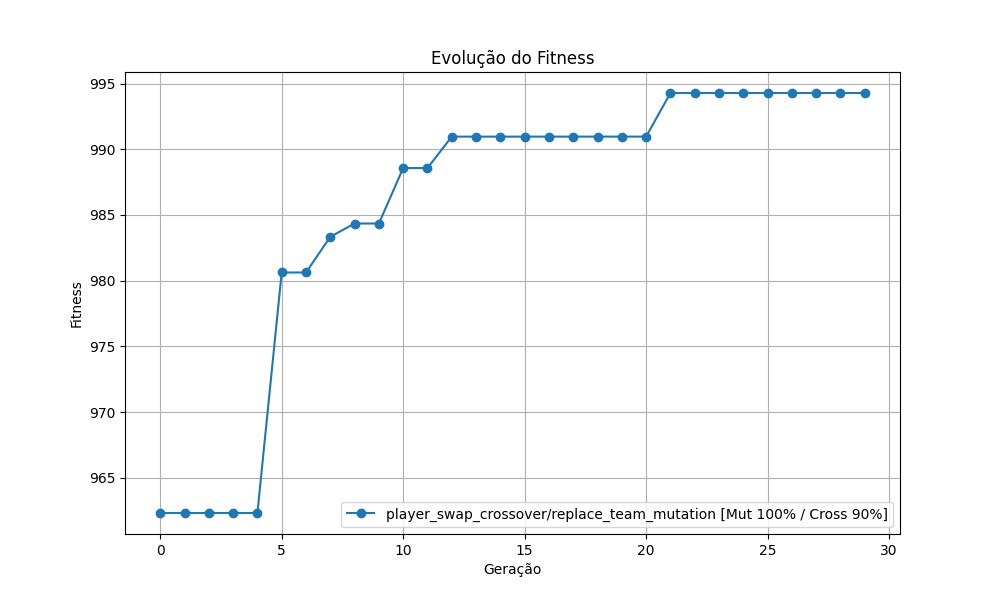 Evolução do Fitness
Fitness
995
990
985
980
975
970
965
player_swap_crossover/replace_team_mutation [Mut 100% / Cross 90%]
0 5 10 15 20 25 30
Geração